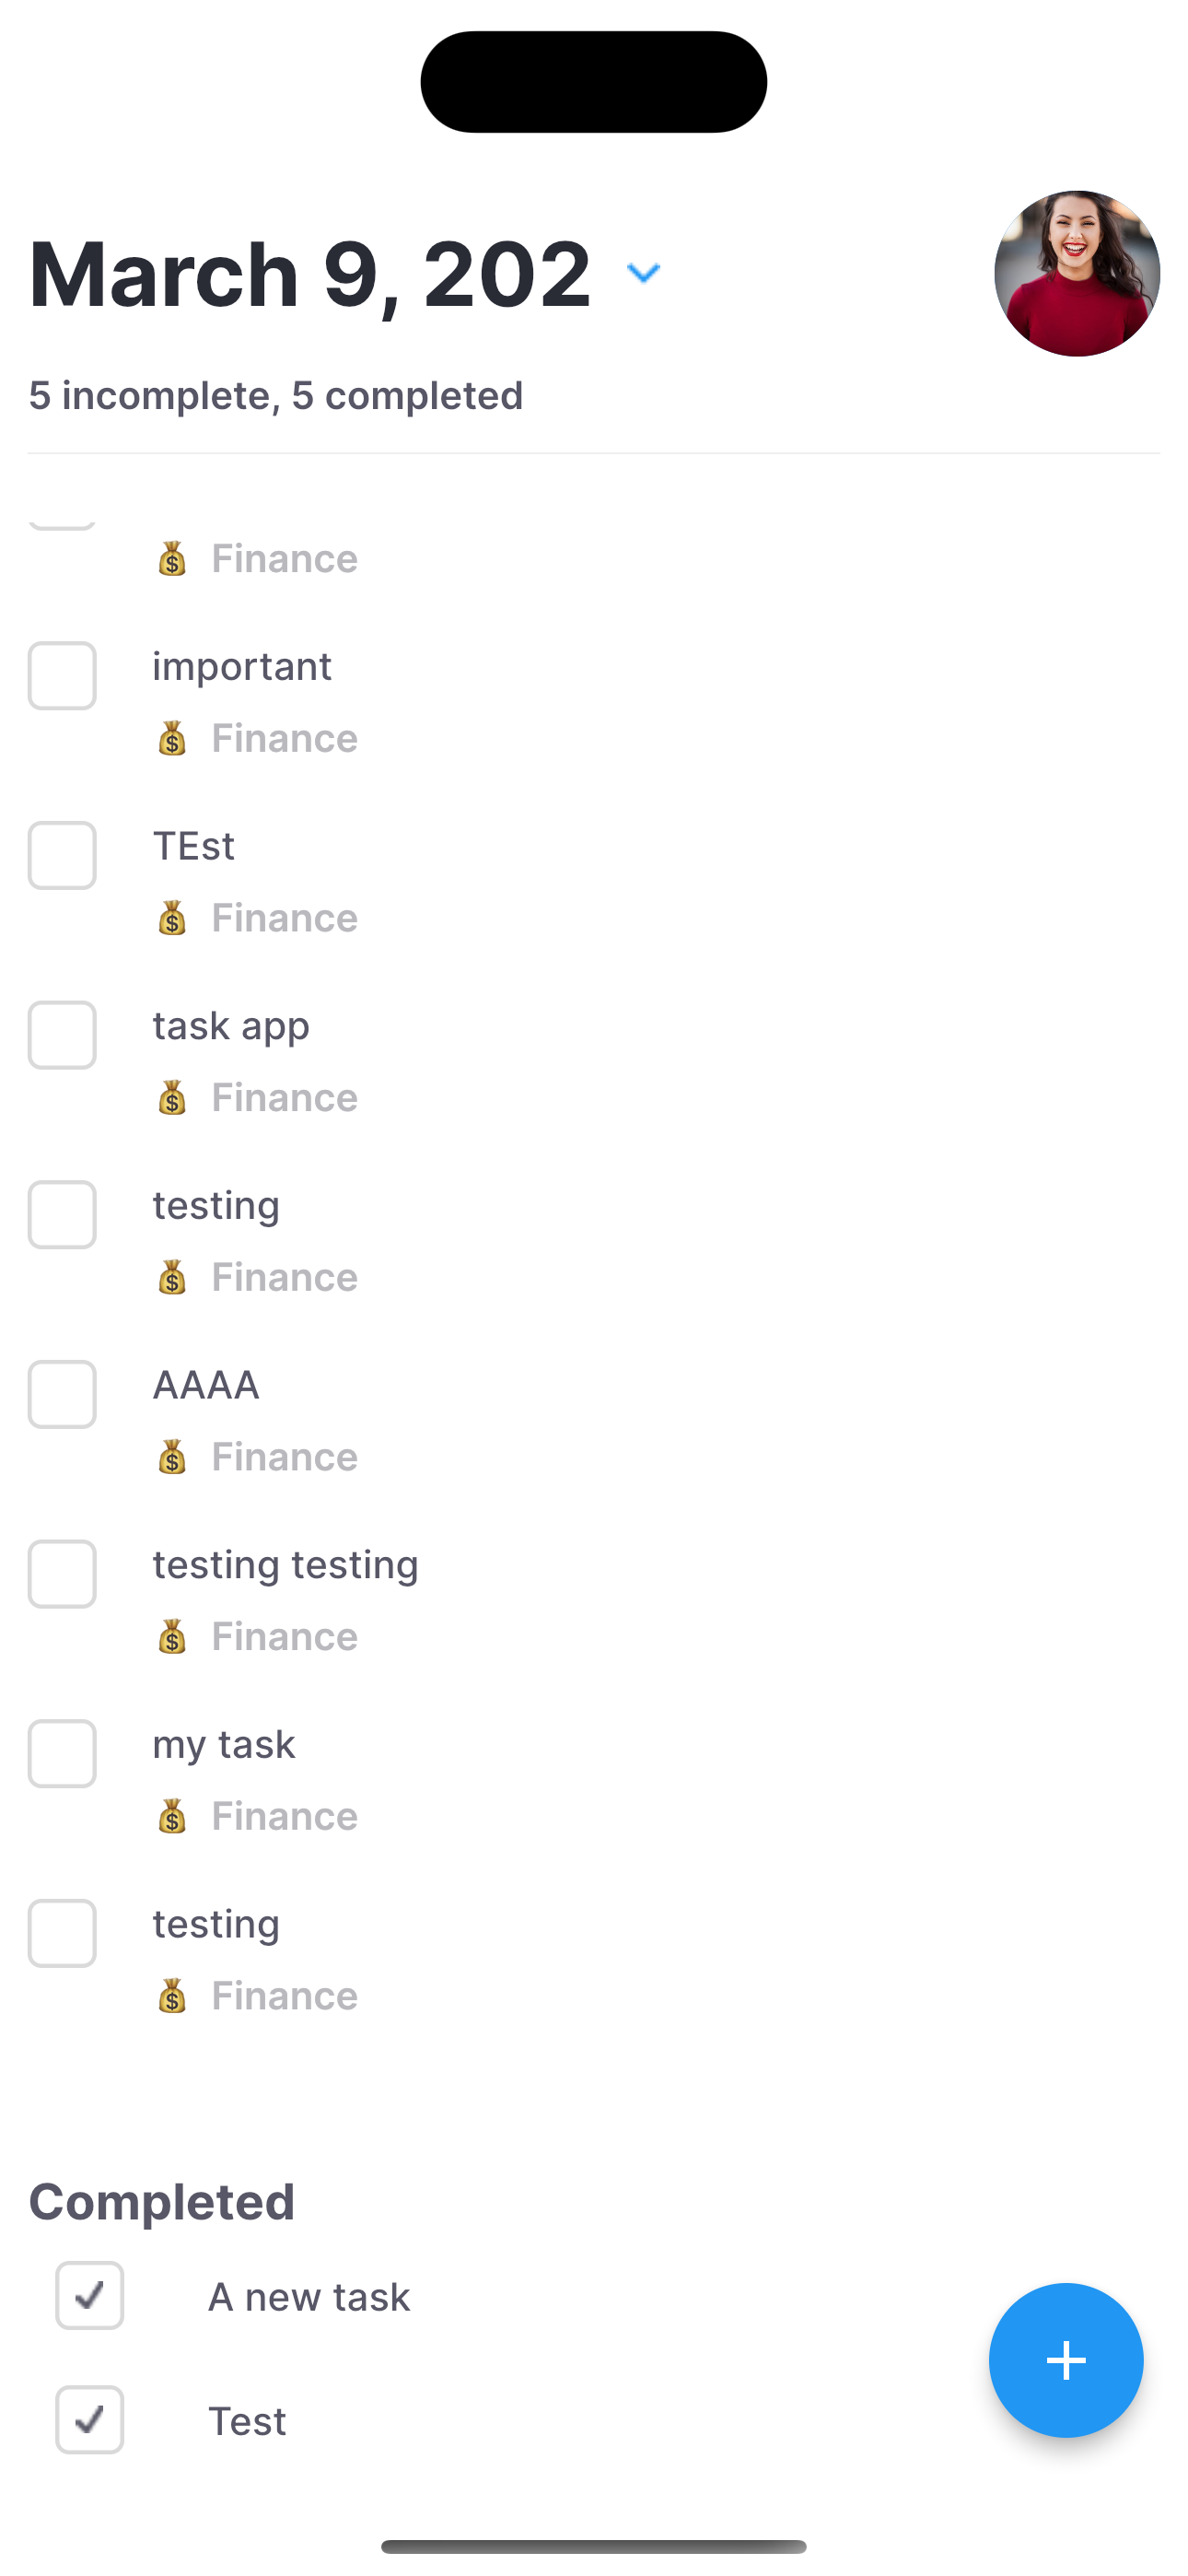 March 9, 202
5 incomplete, 5 completed
Finance
important
Finance
TEst
Finance
task app
Finance
testing
Finance
AAAA
Finance
testing testing
Finance
my task
Finance
testing
Finance
Completed
A new task
Test